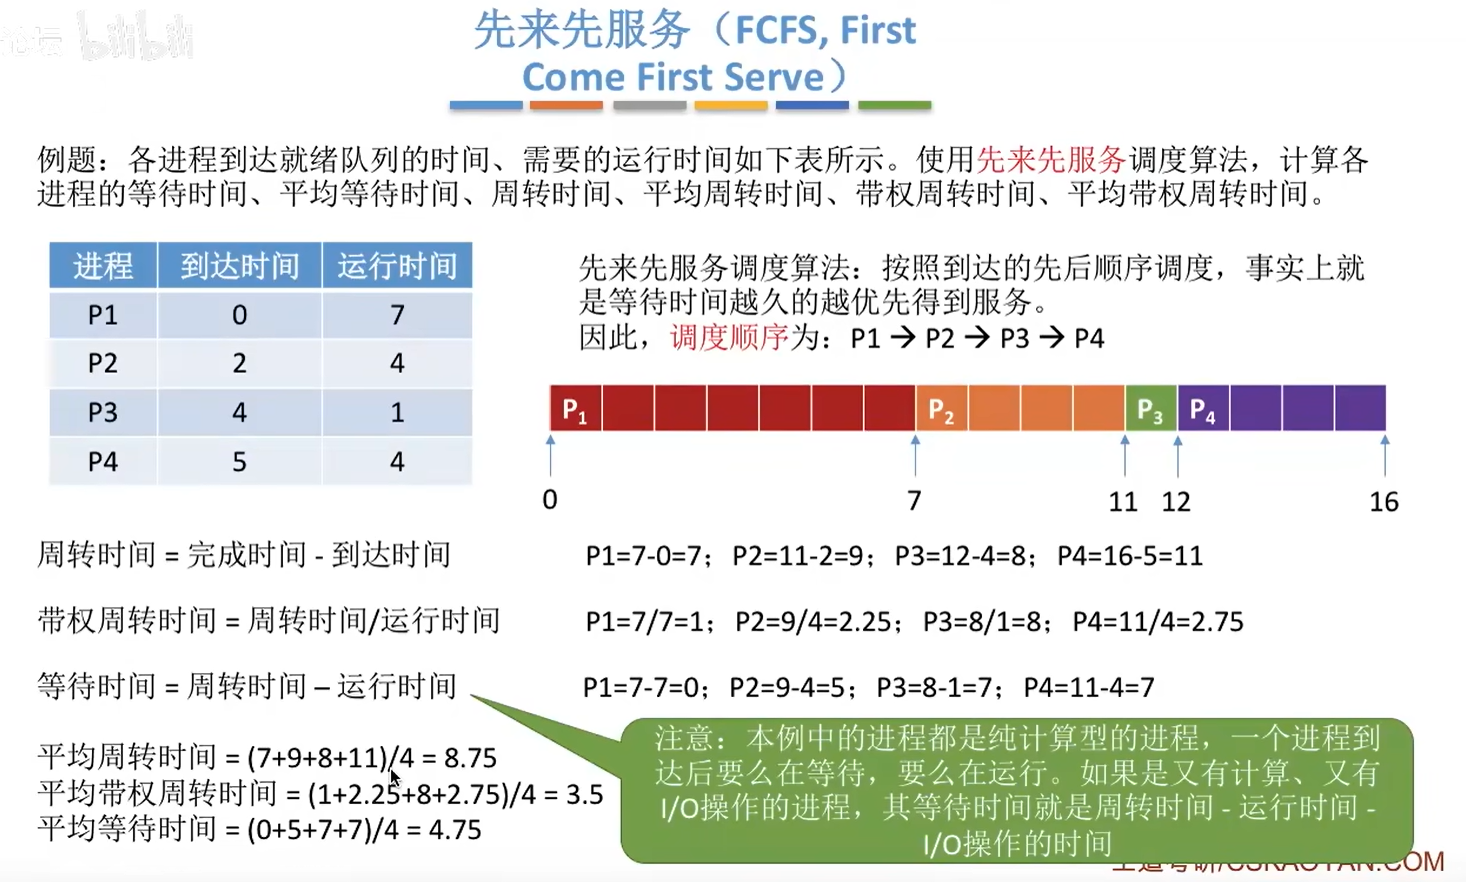 论坛 bilibili
先来先服务（FCFS, First
Come First Serve）
例题：各进程到达就绪队列的时间、需要的运行时间如下表所示。使用先来先服务调度算法，计算各
进程的等待时间、平均等待时间、周转时间、平均周转时间、带权周转时间、平均带权周转时间。
进程 到达时间 运行时间
P1 0 7
P2 2 4
P3 4 1
P4 5 4
先来先服务调度算法：按照到达的先后顺序调度，事实上就
是等待时间越久的越优先得到服务。
因此，调度顺序为：P1 → P2 → P3 → P4
P₁ P₂ P₃ P₄
0 7 11 12 16
周转时间 = 完成时间 - 到达时间 P1=7-0=7；P2=11-2=9；P3=12-4=8；P4=16-5=11
带权周转时间 = 周转时间/运行时间 P1=7/7=1；P2=9/4=2.25；P3=8/1=8；P4=11/4=2.75
等待时间 = 周转时间 – 运行时间 P1=7-7=0；P2=9-4=5；P3=8-1=7；P4=11-4=7
平均周转时间 = (7+9+8+11)/4 = 8.75
平均带权周转时间 = (1+2.25+8+2.75)/4 = 3.5
平均等待时间 = (0+5+7+7)/4 = 4.75
注意：本例中的进程都是纯计算型的进程，一个进程到
达后要么在等待，要么在运行。如果是又有计算、又有
I/O操作的进程，其等待时间就是周转时间 - 运行时间 -
I/O操作的时间
王道考研/CSKAOYAN.COM